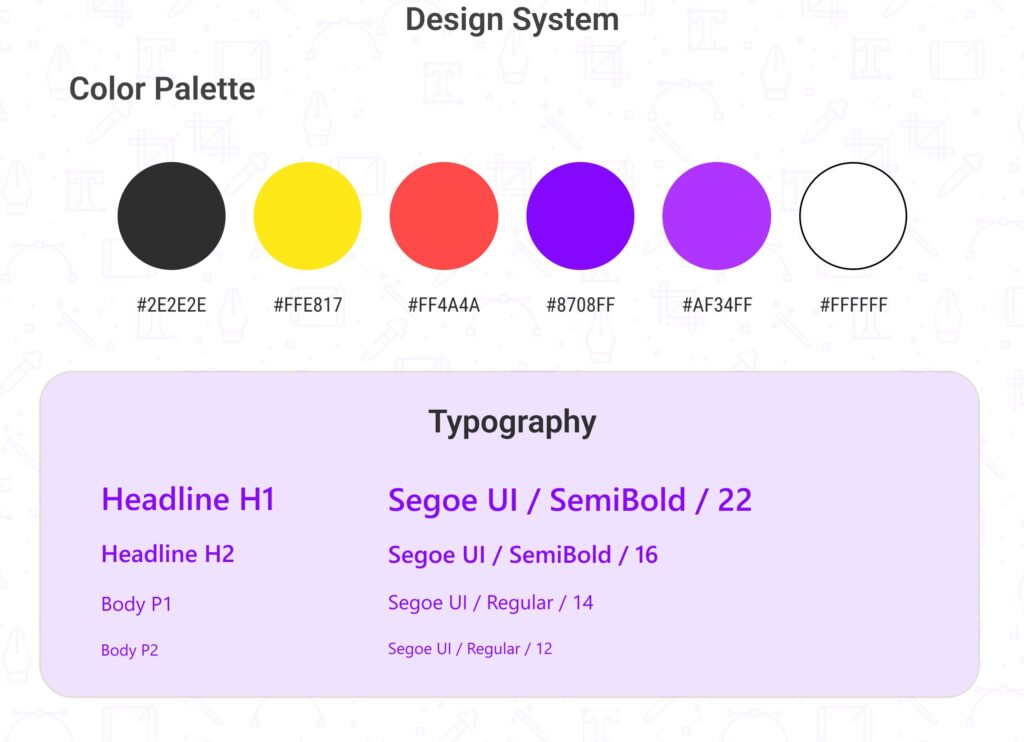 Design System
Color Palette
#2E2E2E #FFE817 #FF4A4A #8708FF #AF34FF #FFFFFF
Typography
Headline H1 Segoe UI / SemiBold / 22
Headline H2 Segoe UI / SemiBold / 16
Body P1 Segoe UI / Regular / 14
Body P2 Segoe UI / Regular / 12